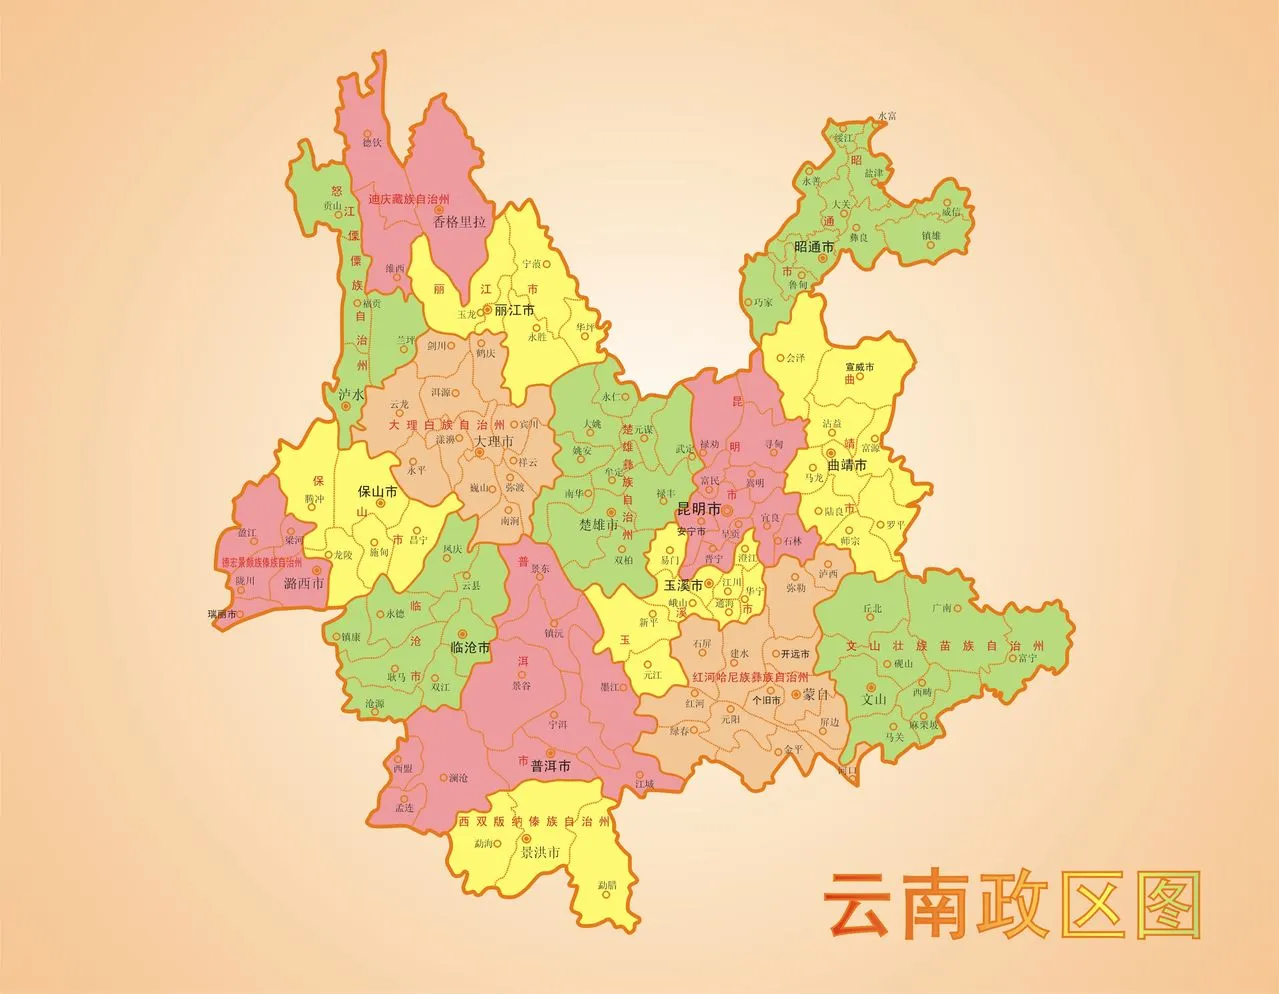 水富
绥江
昭
盐津
永善
大关
威信
通
彝良
镇雄
昭通市
市
鲁甸
巧家
德钦
迪庆藏族自治州
香格里拉
维西
怒江傈僳族自治州
贡山
福贡
兰坪
泸水
丽江市
宁蒗
玉龙
丽江市
永胜
华坪
剑川
鹤庆
洱源
云龙
大理白族自治州
宾川
漾濞
大理市
永平
祥云
巍山
弥渡
南涧
永仁
大姚
元谋
姚安
牟定
武定
南华
禄丰
楚雄市
双柏
楚雄彝族自治州
昆明市
禄劝
寻甸
富民
嵩明
昆明市
安宁市
呈贡
宜良
石林
晋宁
会泽
宣威市
曲靖市
沾益
富源
曲靖市
马龙
陆良
罗平
师宗
保山市
腾冲
保山市
昌宁
龙陵
施甸
盈江
梁河
德宏景颇族傣族自治州
陇川
潞西市
瑞丽市
凤庆
云县
永德
临沧市
镇康
临沧市
耿马
双江
沧源
普洱市
景东
镇沅
景谷
墨江
宁洱
普洱市
西盟
澜沧
孟连
江城
易门
澄江
玉溪市
江川
华宁
峨山
通海
玉溪市
新平
元江
泸西
弥勒
石屏
建水
开远市
红河哈尼族彝族自治州
红河
个旧市
蒙自
元阳
屏边
绿春
金平
河口
丘北
广南
文山壮族苗族自治州
砚山
富宁
文山
西畴
麻栗坡
马关
西双版纳傣族自治州
勐海
景洪市
勐腊
云南政区图